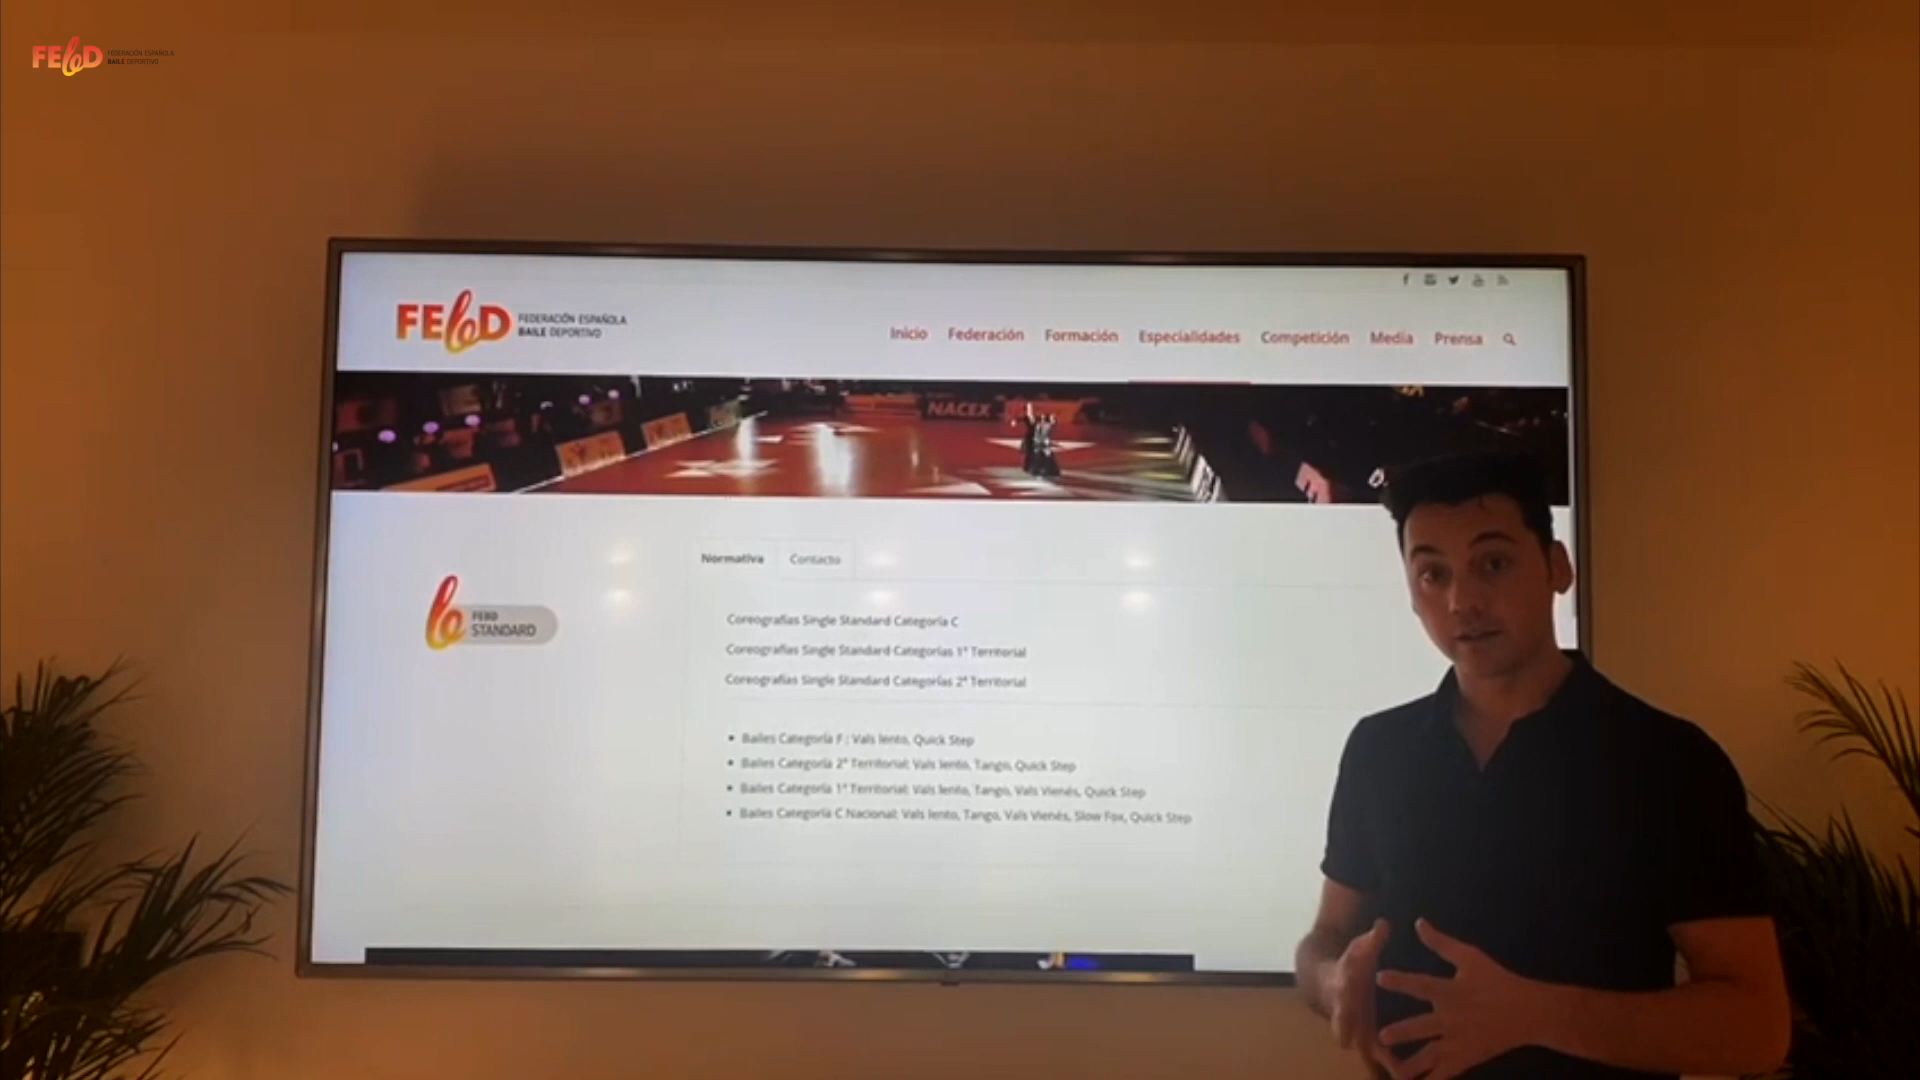 FEbD FEDERACIÓN ESPAÑOLA
BAILE DEPORTIVO
FEbD FEDERACIÓN ESPAÑOLA
BAILE DEPORTIVO
Inicio Federación Formación Especialidades Competición Media Prensa
NACEX
Normativa Contacto
FEBD
STANDARD
Coreografías Single Standard Categoría C
Coreografías Single Standard Categorías 1ª Territorial
Coreografías Single Standard Categorías 2ª Territorial
• Bailes Categoría F : Vals lento, Quick Step
• Bailes Categoría 2ª Territorial: Vals lento, Tango, Quick Step
• Bailes Categoría 1ª Territorial: Vals lento, Tango, Vals Vienés, Quick Step
• Bailes Categoría C Nacional: Vals lento, Tango, Vals Vienés, Slow Fox, Quick Step